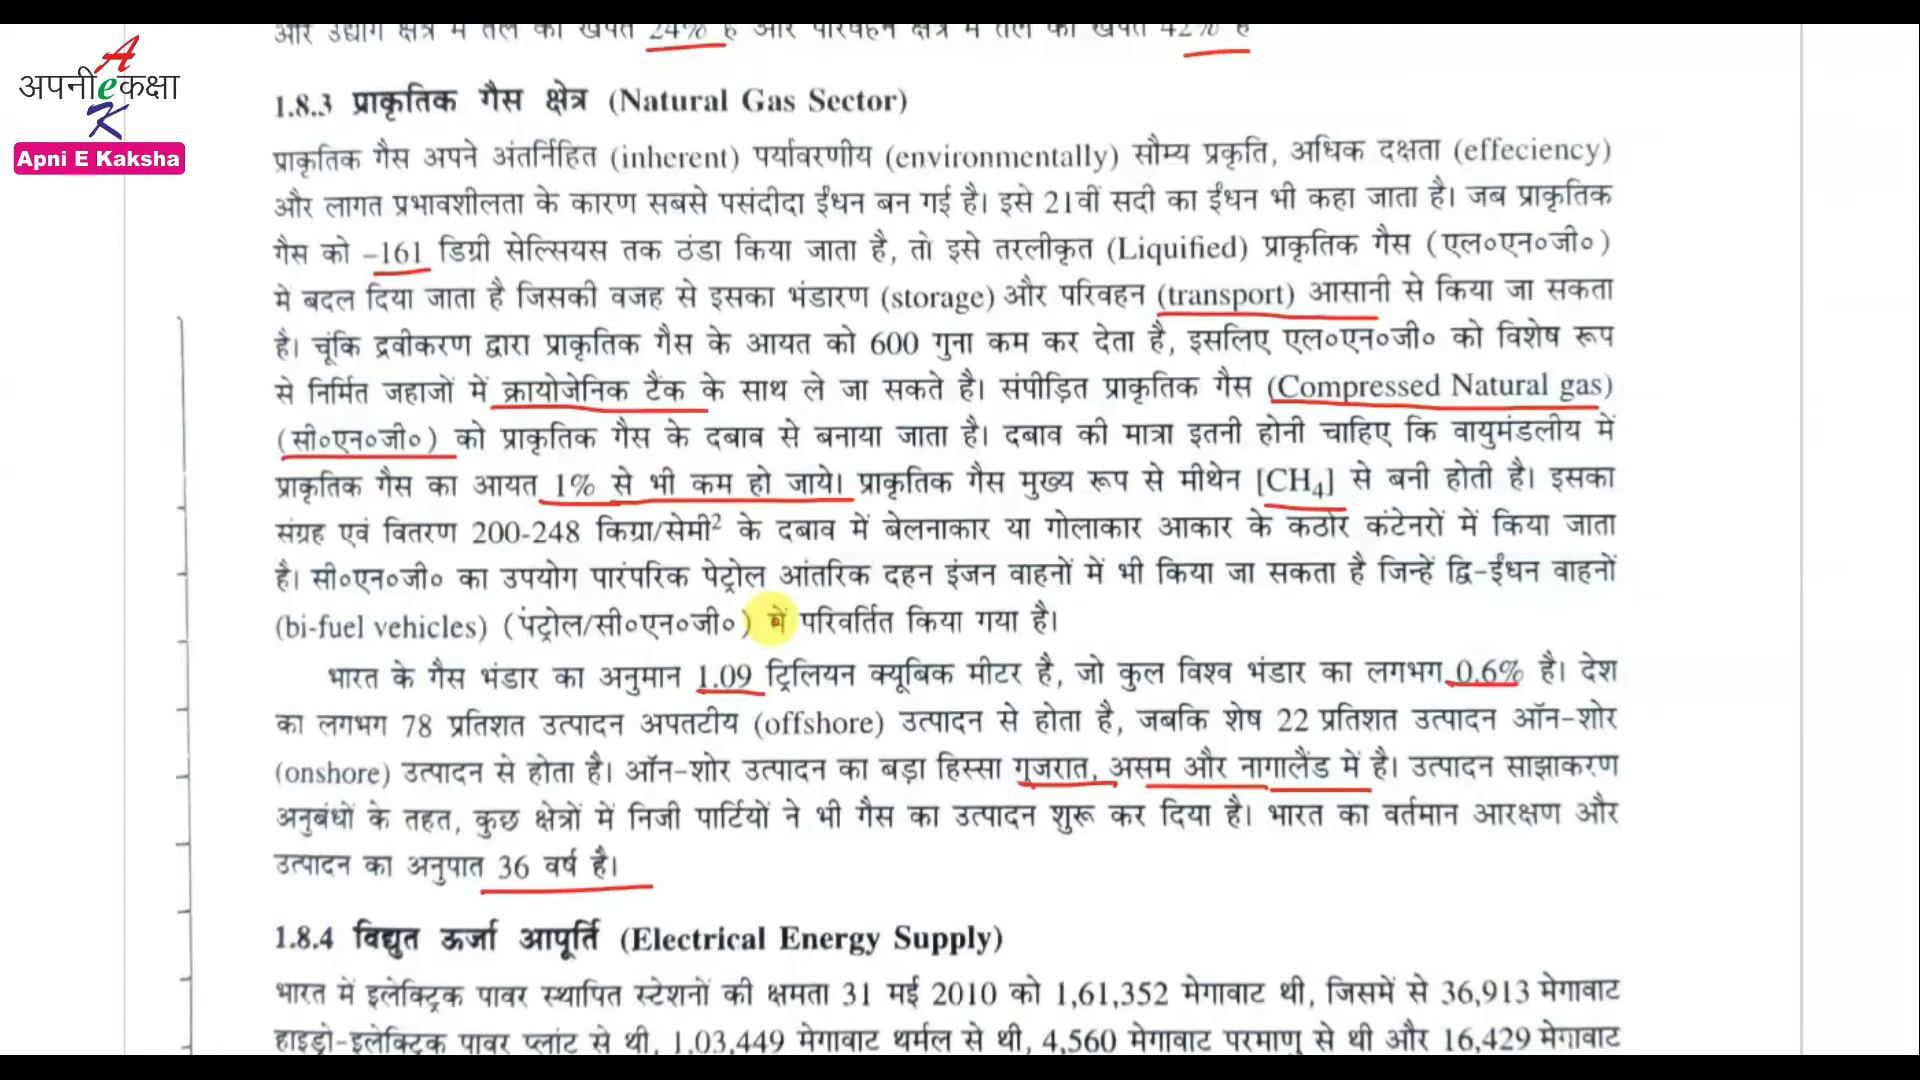 और उद्योग क्षेत्र में तेल की खपत 24% है और परिवहन क्षेत्र में तेल की खपत 42% है
अपनी e कक्षा
A
K
Apni E Kaksha
1.8.3 प्राकृतिक गैस क्षेत्र (Natural Gas Sector)
प्राकृतिक गैस अपने अंतर्निहित (inherent) पर्यावरणीय (environmentally) सौम्य प्रकृति, अधिक दक्षता (effeciency)
और लागत प्रभावशीलता के कारण सबसे पसंदीदा ईंधन बन गई है। इसे 21वीं सदी का ईंधन भी कहा जाता है। जब प्राकृतिक
गैस को –161 डिग्री सेल्सियस तक ठंडा किया जाता है, तो इसे तरलीकृत (Liquified) प्राकृतिक गैस (एल०एन०जी०)
में बदल दिया जाता है जिसकी वजह से इसका भंडारण (storage) और परिवहन (transport) आसानी से किया जा सकता
है। चूंकि द्रवीकरण द्वारा प्राकृतिक गैस के आयत को 600 गुना कम कर देता है, इसलिए एल०एन०जी० को विशेष रूप
से निर्मित जहाजों में क्रायोजेनिक टैंक के साथ ले जा सकते है। संपीड़ित प्राकृतिक गैस (Compressed Natural gas)
(सी०एन०जी०) को प्राकृतिक गैस के दबाव से बनाया जाता है। दबाव की मात्रा इतनी होनी चाहिए कि वायुमंडलीय में
प्राकृतिक गैस का आयत 1% से भी कम हो जाये। प्राकृतिक गैस मुख्य रूप से मीथेन [CH₄] से बनी होती है। इसका
संग्रह एवं वितरण 200-248 किग्रा/सेमी² के दबाव में बेलनाकार या गोलाकार आकार के कठोर कंटेनरों में किया जाता
है। सी०एन०जी० का उपयोग पारंपरिक पेट्रोल आंतरिक दहन इंजन वाहनों में भी किया जा सकता है जिन्हें द्वि-ईंधन वाहनों
(bi-fuel vehicles) (पंट्रोल/सी०एन०जी०) में परिवर्तित किया गया है।
भारत के गैस भंडार का अनुमान 1.09 ट्रिलियन क्यूबिक मीटर है, जो कुल विश्व भंडार का लगभग 0.6% है। देश
का लगभग 78 प्रतिशत उत्पादन अपतटीय (offshore) उत्पादन से होता है, जबकि शेष 22 प्रतिशत उत्पादन ऑन-शोर
(onshore) उत्पादन से होता है। ऑन-शोर उत्पादन का बड़ा हिस्सा गुजरात, असम और नागालैंड में है। उत्पादन साझाकरण
अनुबंधों के तहत, कुछ क्षेत्रों में निजी पार्टियों ने भी गैस का उत्पादन शुरू कर दिया है। भारत का वर्तमान आरक्षण और
उत्पादन का अनुपात 36 वर्ष है।
1.8.4 विद्युत ऊर्जा आपूर्ति (Electrical Energy Supply)
भारत में इलेक्ट्रिक पावर स्थापित स्टेशनों की क्षमता 31 मई 2010 को 1,61,352 मेगावाट थी, जिसमें से 36,913 मेगावाट
हाइड्रो-इलेक्ट्रिक पावर प्लांट से थी, 1,03,449 मेगावाट थर्मल से थी, 4,560 मेगावाट परमाणु से थी और 16,429 मेगावाट